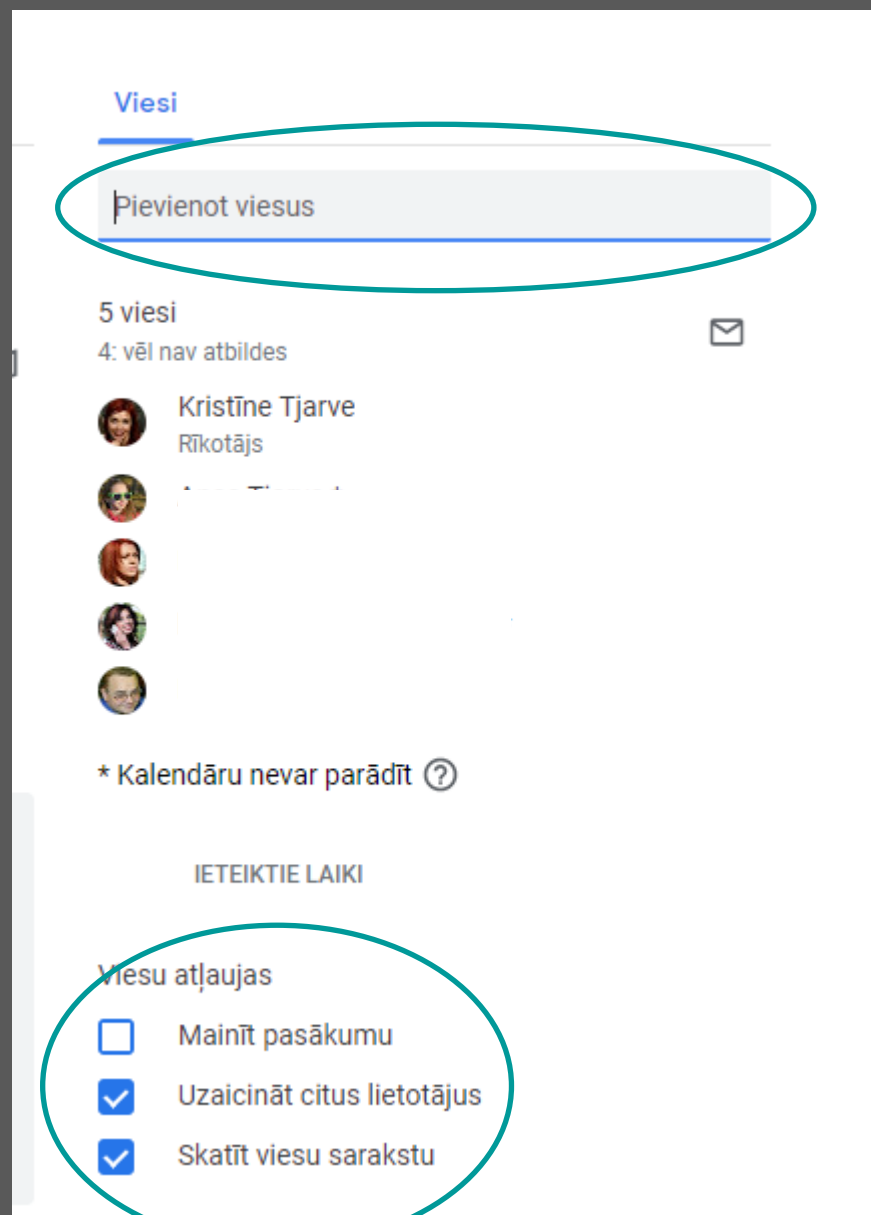 Viesi
Pievienot viesus
5 viesi
4: vēl nav atbildes
Kristīne Tjarve
Rīkotājs
* Kalendāru nevar parādīt ?
IETEIKTIE LAIKI
Viesu atļaujas
Mainīt pasākumu
Uzaicināt citus lietotājus
Skatīt viesu sarakstu